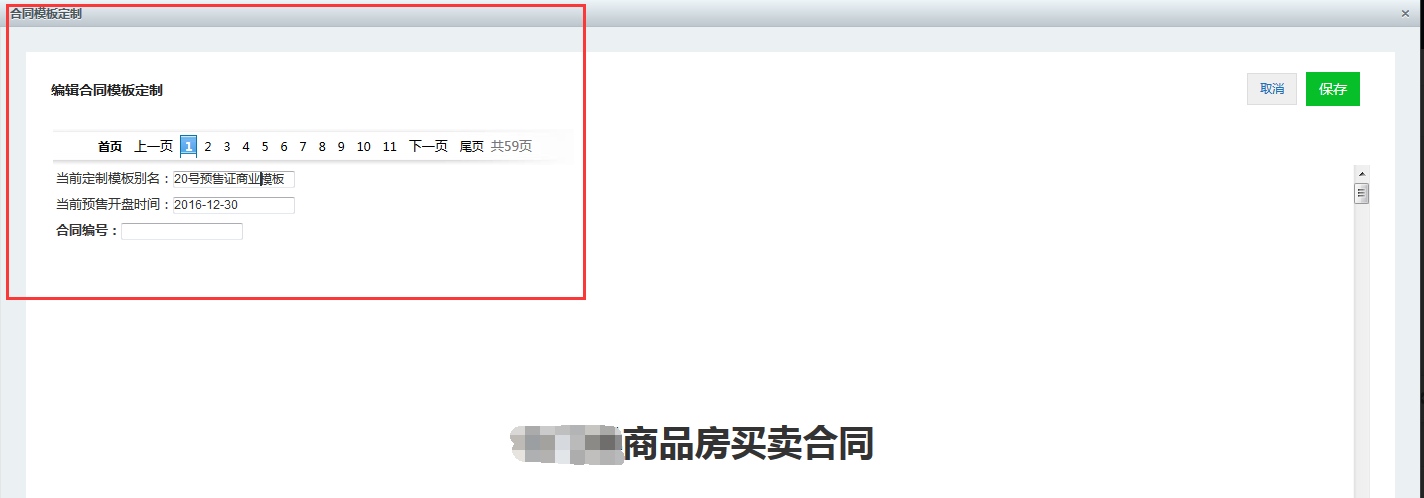 合同模板定制 ×
编辑合同模板定制
取消 保存
首页 上一页 1 2 3 4 5 6 7 8 9 10 11 下一页 尾页 共59页
当前定制模板别名：20号预售证商业模板
当前预售开盘时间：2016-12-30
合同编号：
商品房买卖合同